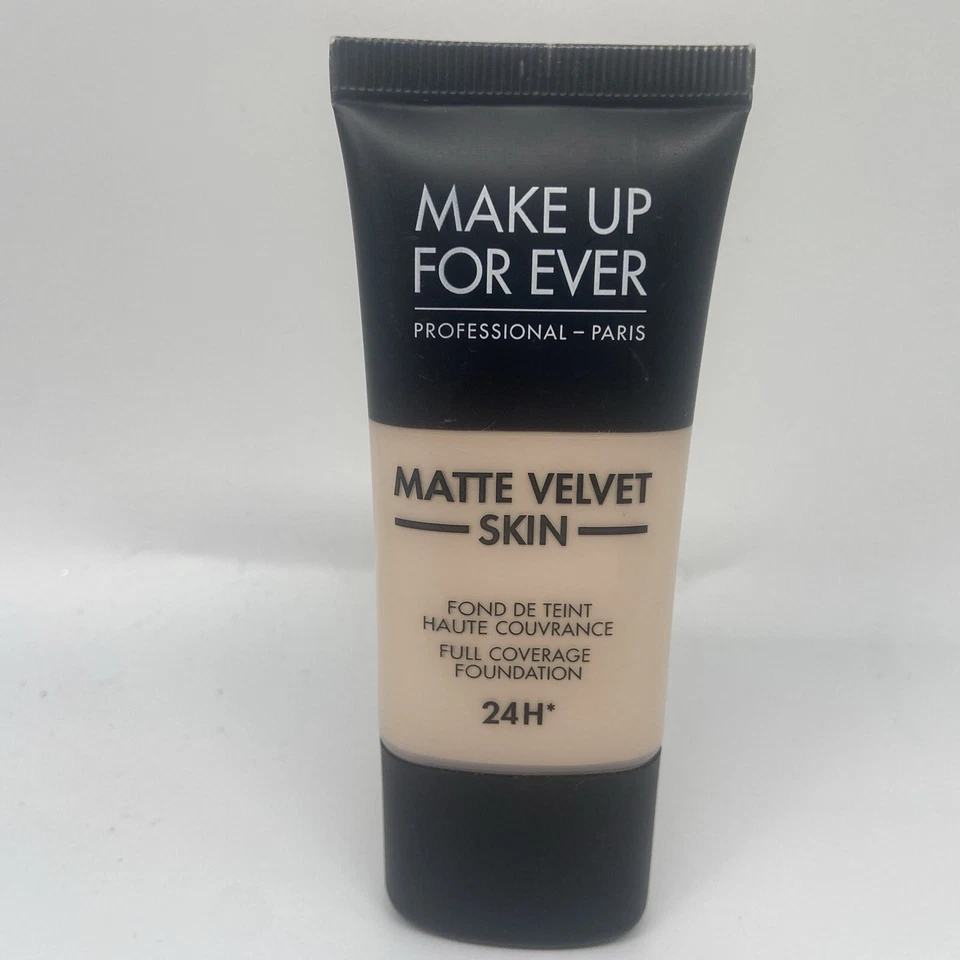 MAKE UP
FOR EVER
PROFESSIONAL – PARIS
MATTE VELVET
SKIN
FOND DE TEINT
HAUTE COUVRANCE
FULL COVERAGE
FOUNDATION
24H*